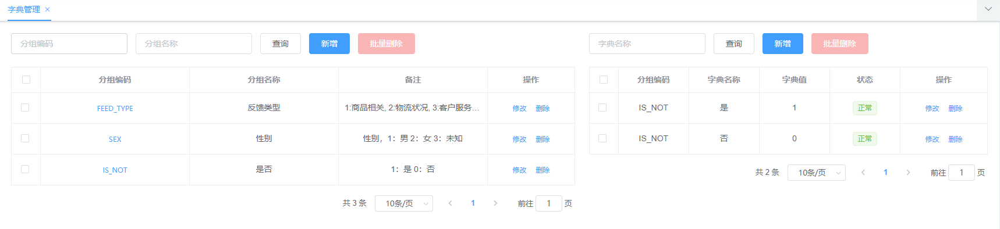 字典管理
分组编码 分组名称 查询 新增 批量删除
分组编码 分组名称 备注 操作
FEED_TYPE 反馈类型 1:商品相关, 2:物流状况, 3:客户服务... 修改 删除
SEX 性别 性别，1：男 2：女 3：未知 修改 删除
IS_NOT 是否 1：是 0：否 修改 删除
共 3 条 10条/页 1 前往 1 页
字典名称 查询 新增 批量删除
分组编码 字典名称 字典值 状态 操作
IS_NOT 是 1 正常 修改 删除
IS_NOT 否 0 正常 修改 删除
共 2 条 10条/页 1 前往 1 页